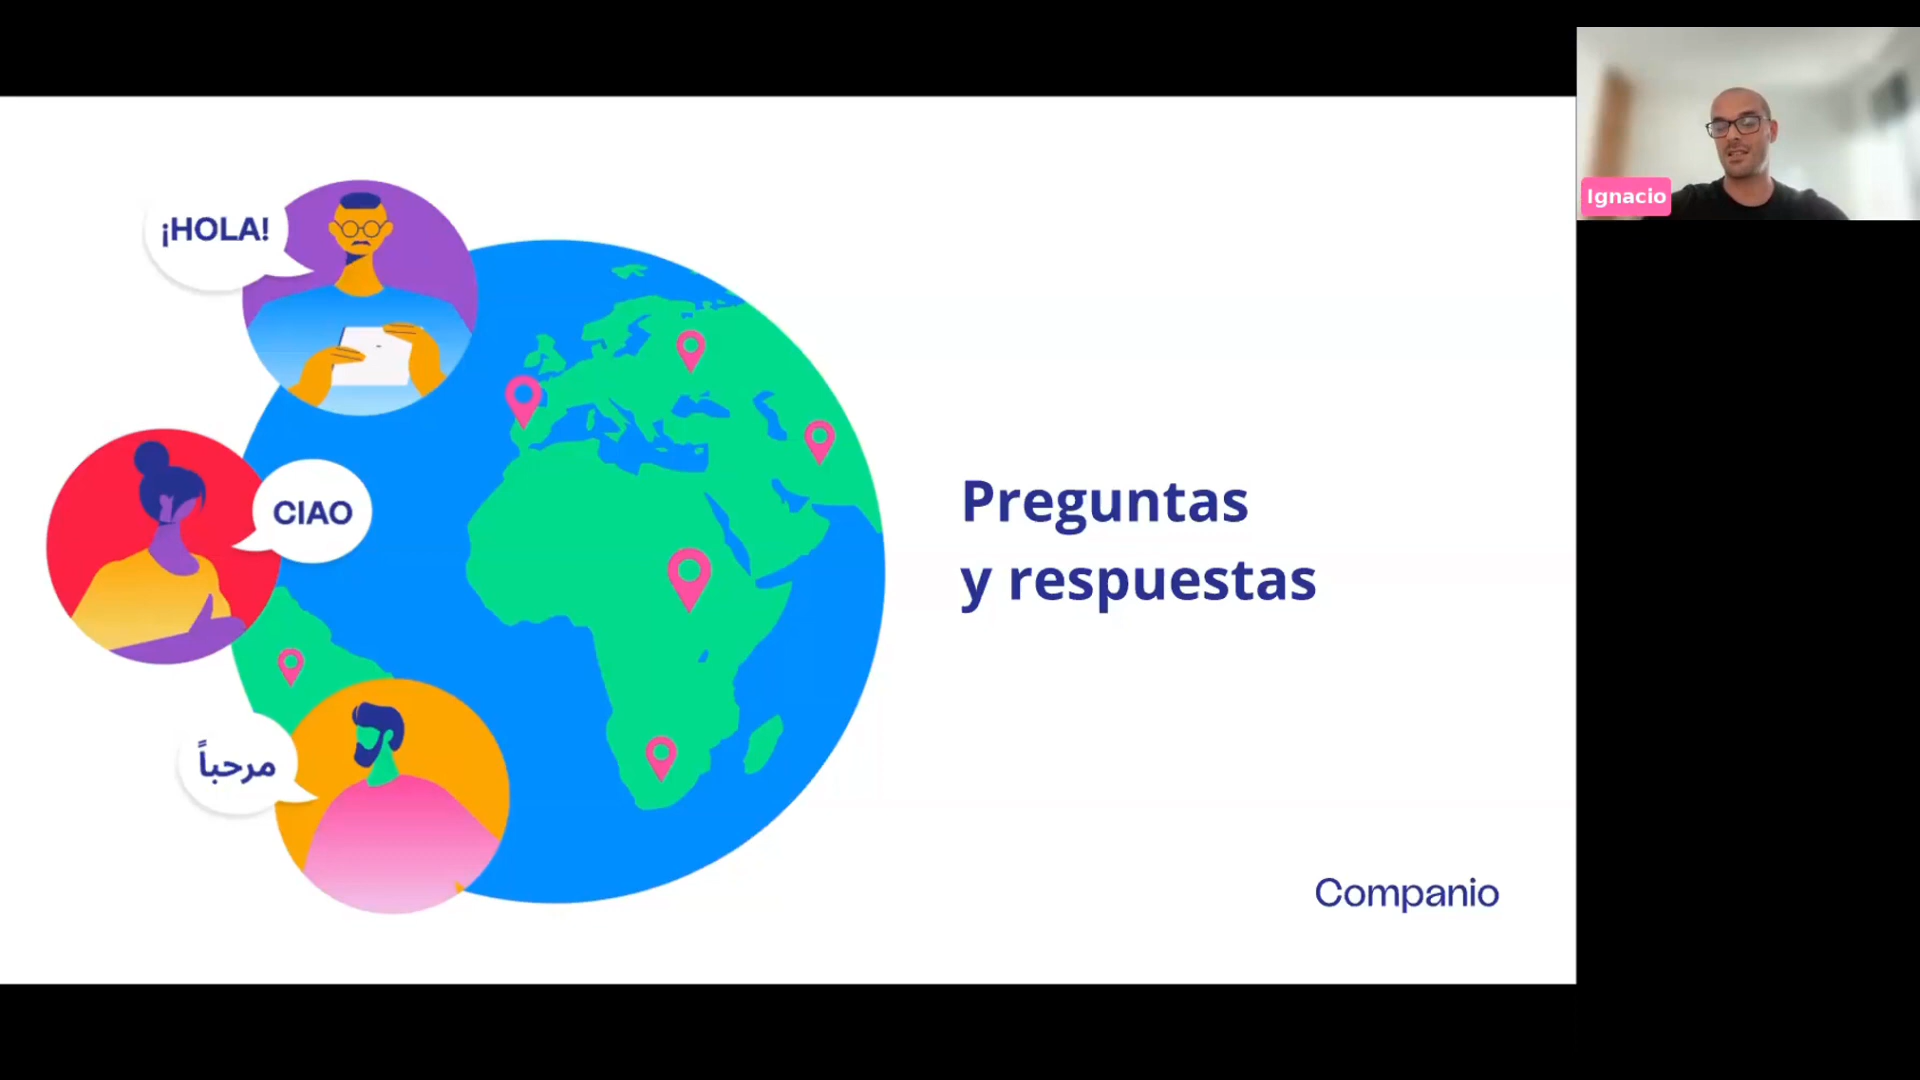 ¡HOLA!
CIAO
مرحباً
Preguntas
y respuestas
Companio
Ignacio